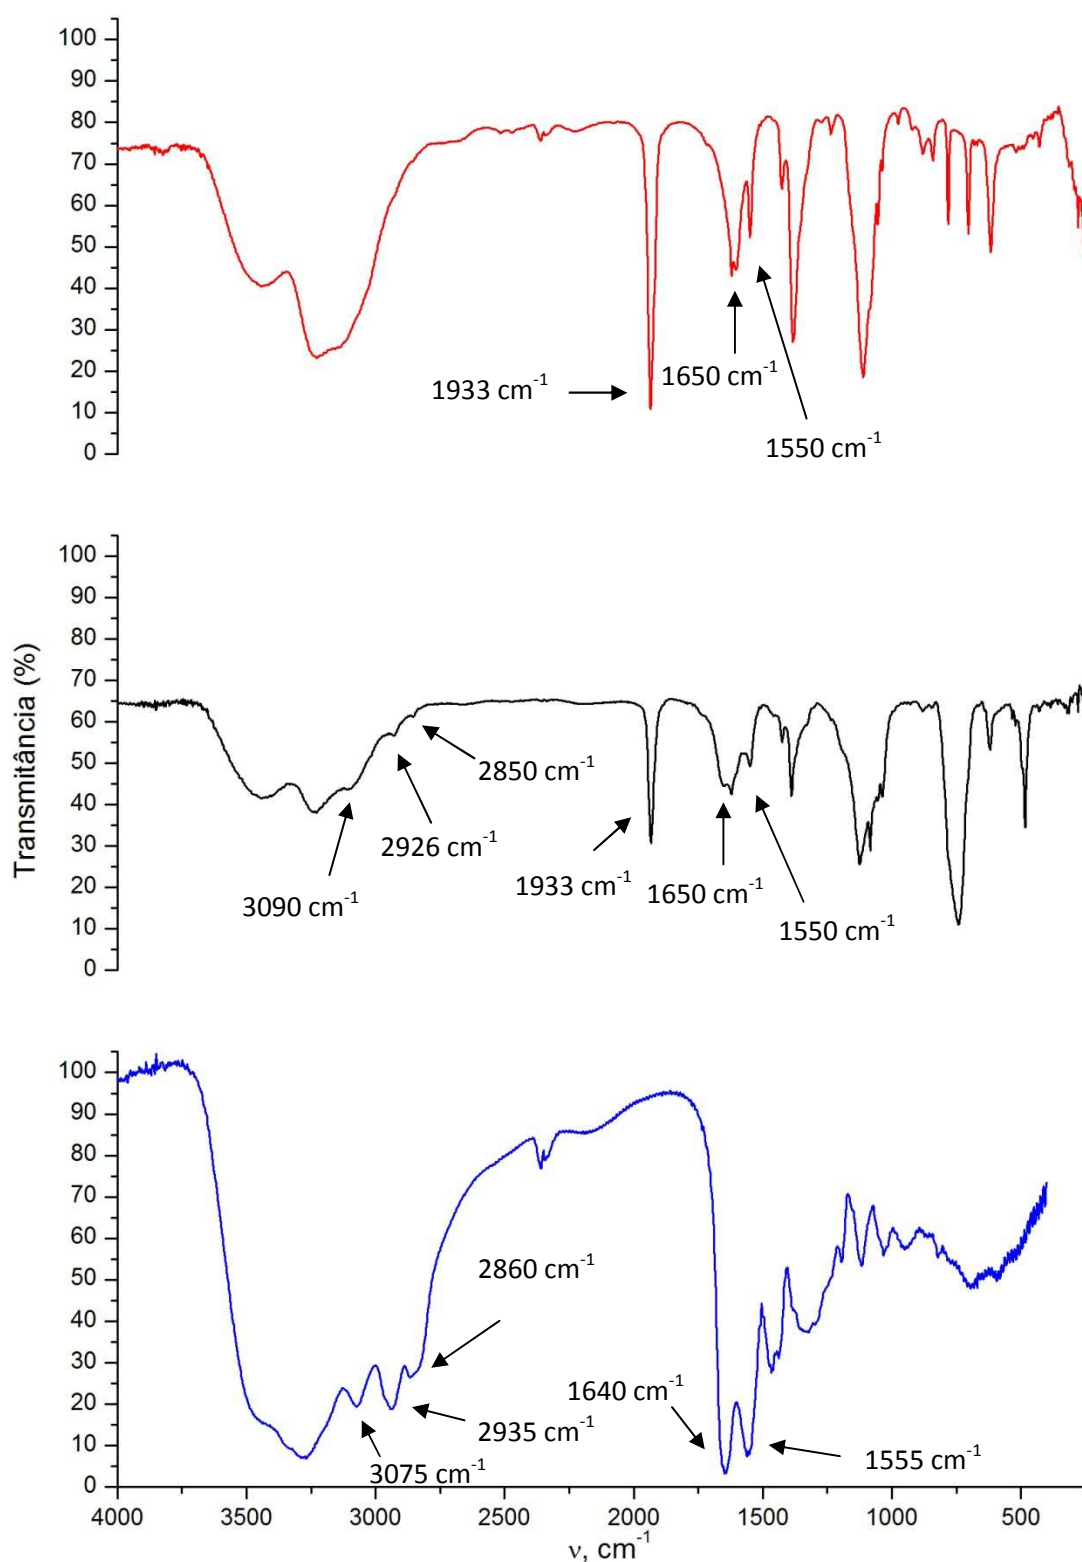 100
90
80
70
60
50
40
30
20
10
0
1933 cm⁻¹
1650 cm⁻¹
1550 cm⁻¹
Transmitância (%)
100
90
80
70
60
50
40
30
20
10
0
3090 cm⁻¹
2926 cm⁻¹
2850 cm⁻¹
1933 cm⁻¹
1650 cm⁻¹
1550 cm⁻¹
100
90
80
70
60
50
40
30
20
10
0
2860 cm⁻¹
2935 cm⁻¹
3075 cm⁻¹
1640 cm⁻¹
1555 cm⁻¹
4000 3500 3000 2500 2000 1500 1000 500
ν, cm⁻¹